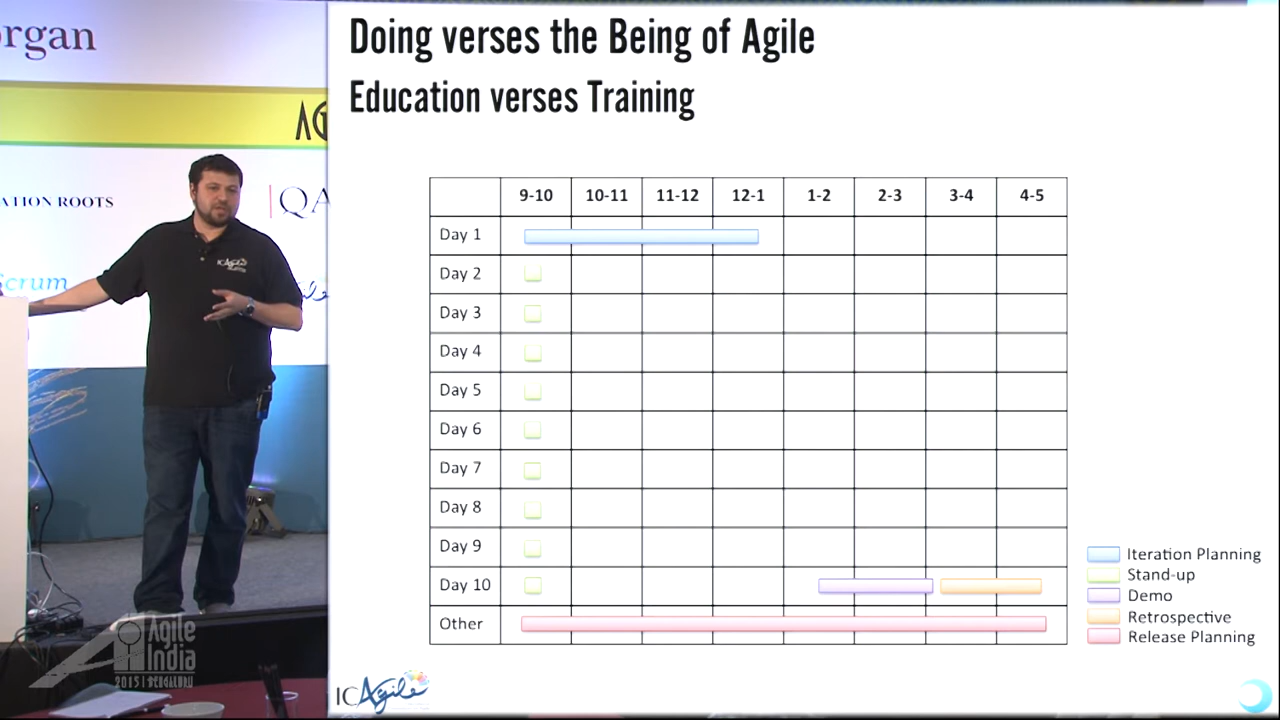 organ
ATION ROOTS
QA
Scrum
ICAgile
Agile
India
2015 | BENGALURU
Doing verses the Being of Agile
Education verses Training
9-10 10-11 11-12 12-1 1-2 2-3 3-4 4-5
Day 1
Day 2
Day 3
Day 4
Day 5
Day 6
Day 7
Day 8
Day 9
Day 10
Other
Iteration Planning
Stand-up
Demo
Retrospective
Release Planning
ICAgile